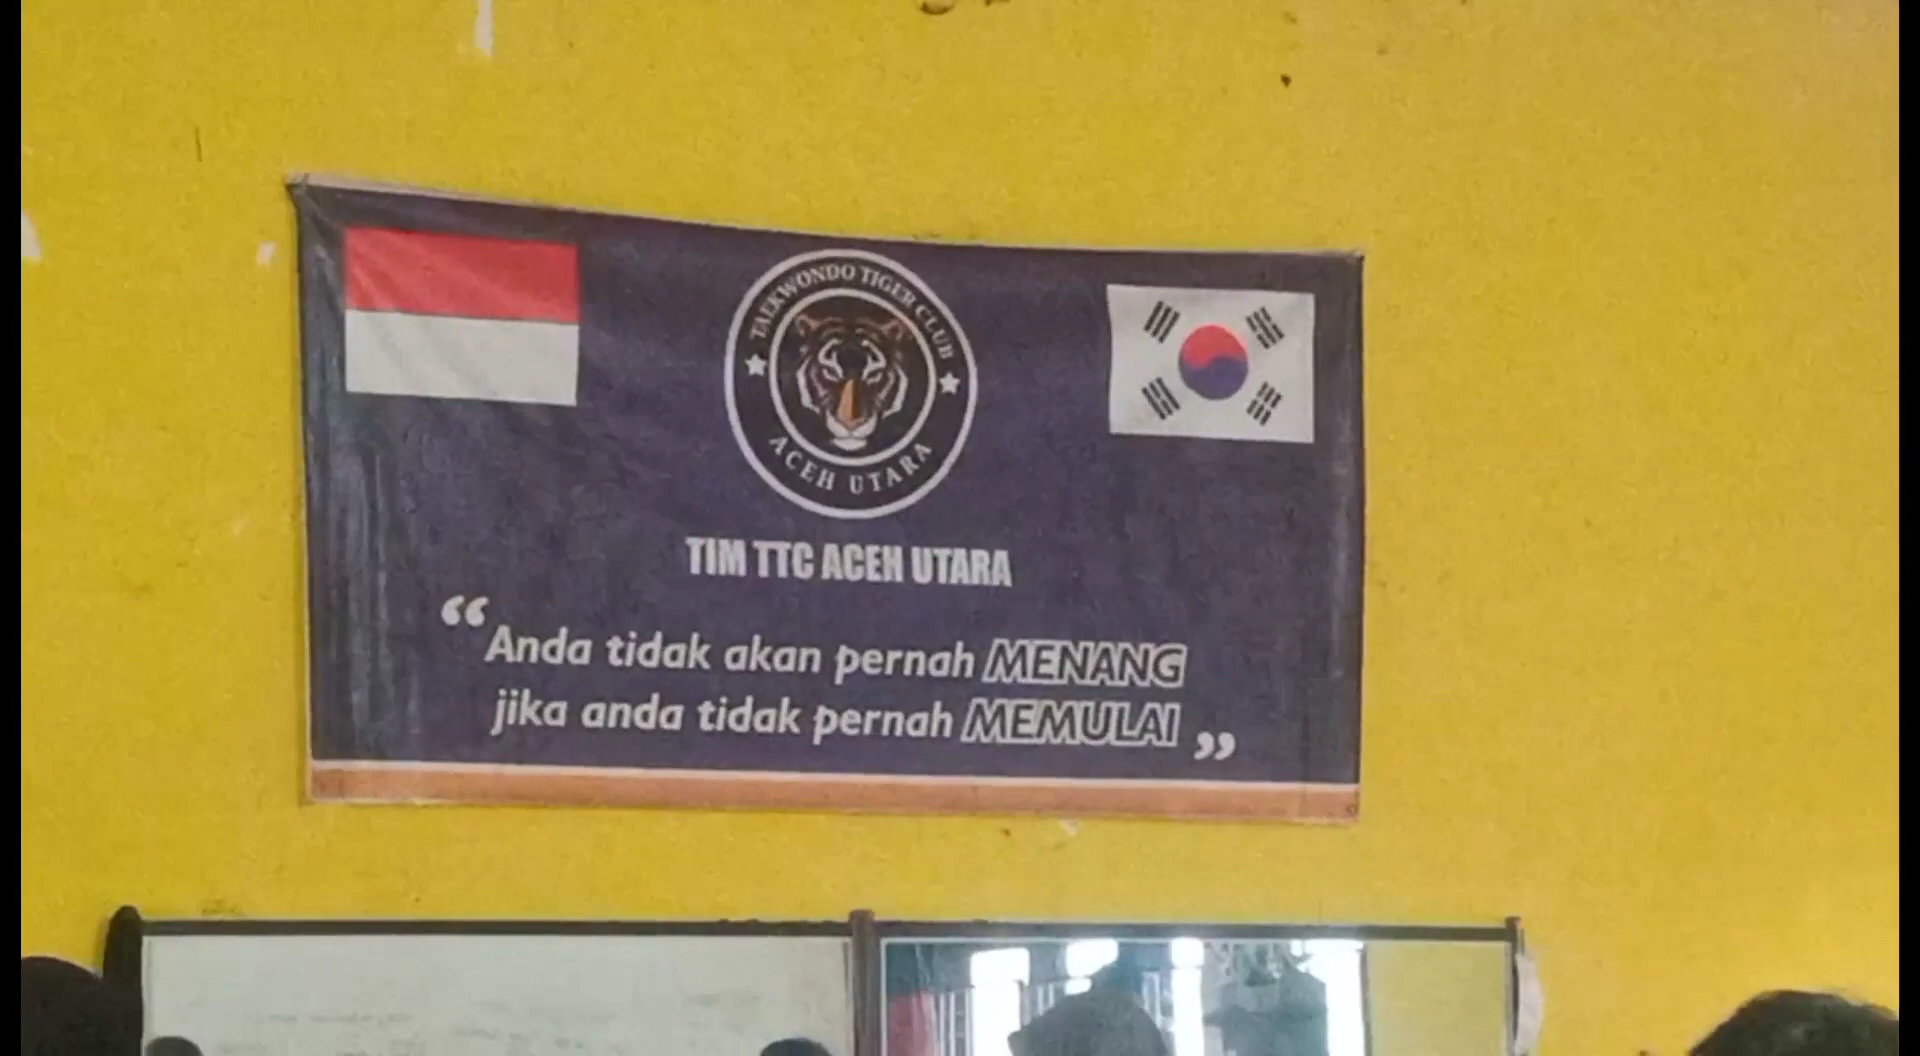 TAEKWONDO TIGER CLUB
ACEH UTARA
TIM TTC ACEH UTARA
“Anda tidak akan pernah MENANG
jika anda tidak pernah MEMULAI”